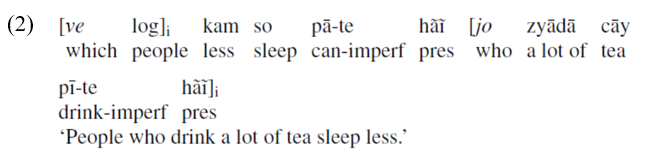 (2) [ve log]ᵢ kam so pā-te hãĩ [jo zyādā cāy
which people less sleep can-imperf pres who a lot of tea
pī-te hãĩ]ᵢ
drink-imperf pres
‘People who drink a lot of tea sleep less.’